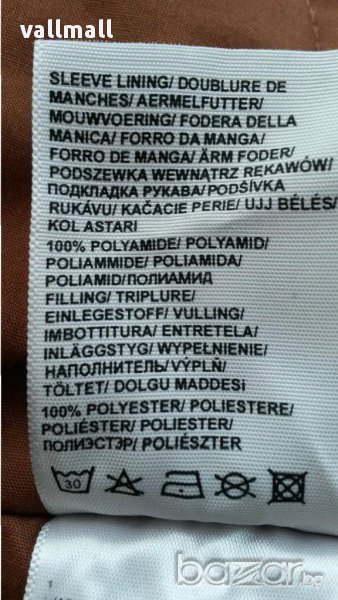 vallmall
SLEEVE LINING/ DOUBLURE DE
MANCHES/ AERMELFUTTER/
MOUWVOERING/ FODERA DELLA
MANICA/ FORRO DA MANGA/
FORRO DE MANGA/ ÄRM FODER/
PODSZEWKA WEWNĄTRZ RĘKAWÓW/
ПОДКЛАДКА РУКАВА/PODŠÍVKA
RUKÁVU/ KAČACIE PERIE/ UJJ BÉLÉS/
KOL ASTARI
100% POLYAMIDE/ POLYAMID/
POLIAMMIDE/ POLIAMIDA/
POLIAMID/ПОЛИАМИД
FILLING/ TRIPLURE/
EINLEGESTOFF/ VULLING/
IMBOTTITURA/ ENTRETELA/
INLÄGGSTYG/ WYPEŁNIENIE/
НАПОЛНИТЕЛЬ/VÝPLŇ/
TÖLTET/ DOLGU MADDESİ
100% POLYESTER/ POLIESTERE/
POLIÉSTER/ POLIESTER/
ПОЛИЭСТЭР/ POLIÉSZTER
30
bazar.bg